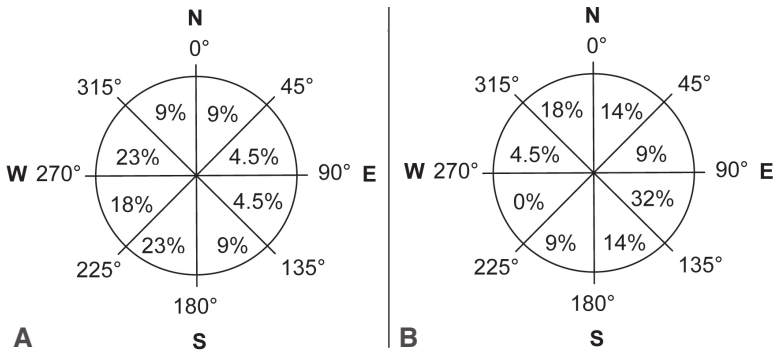 N
0°
315° 45°
9% 9%
23% 4.5%
W 270° 90° E
18% 4.5%
23% 9%
225° 135°
180°
A S
N
0°
315° 45°
18% 14%
4.5% 9%
W 270° 90° E
0% 32%
9% 14%
225° 135°
180°
B S